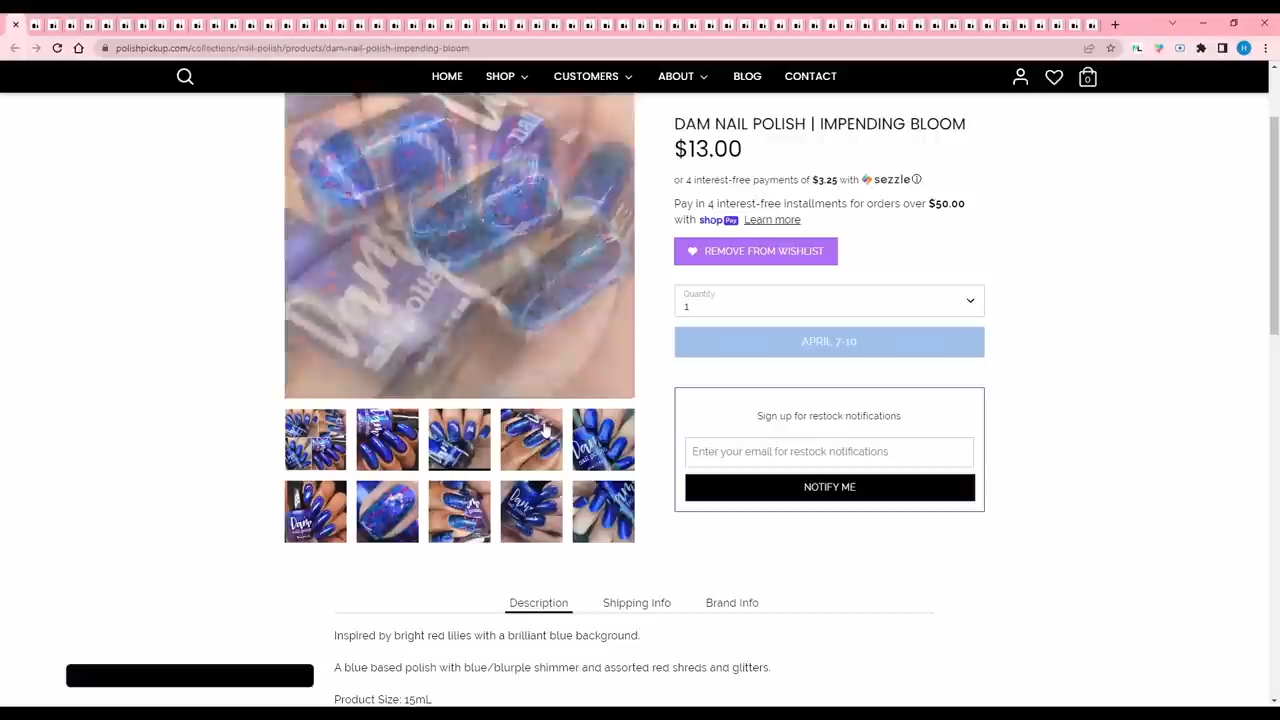 polishpickup.com/collections/nail-polish/products/dam-nail-polish-impending-bloom
HOME SHOP CUSTOMERS ABOUT BLOG CONTACT
0
DAM NAIL POLISH | IMPENDING BLOOM
$13.00
or 4 interest-free payments of $3.25 with sezzle
Pay in 4 interest-free installments for orders over $50.00
with shop Pay Learn more
REMOVE FROM WISHLIST
Quantity
1
APRIL 7-10
Sign up for restock notifications
Enter your email for restock notifications
NOTIFY ME
Dam
Description Shipping Info Brand Info
Inspired by bright red lilies with a brilliant blue background.
A blue based polish with blue/blurple shimmer and assorted red shreds and glitters.
Product Size: 15mL